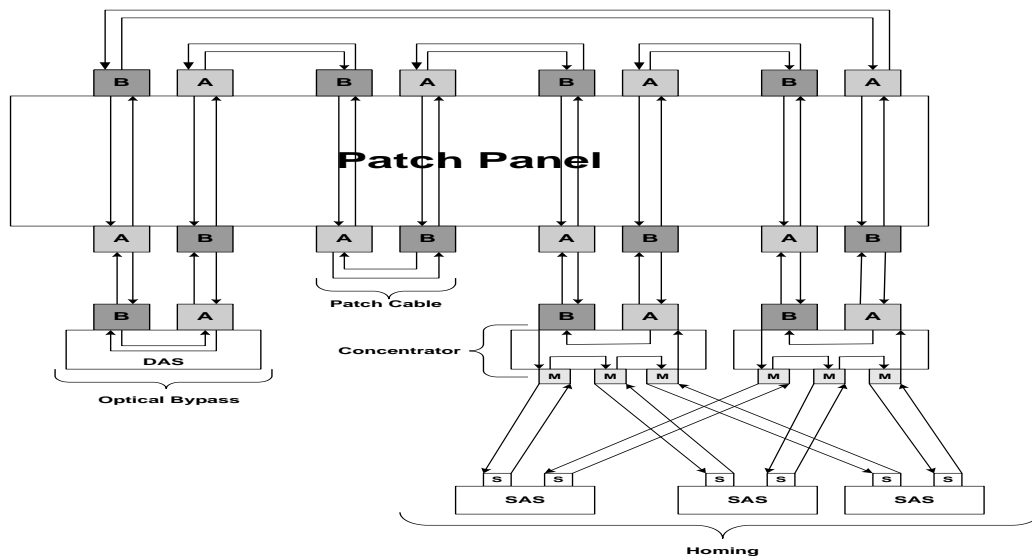 B A B A B A B A
Patch Panel
A B A B A B A B
Patch Cable
B A B A B A
DAS
Concentrator
M M M M M M
Optical Bypass
S S S S S S
SAS SAS SAS
Homing